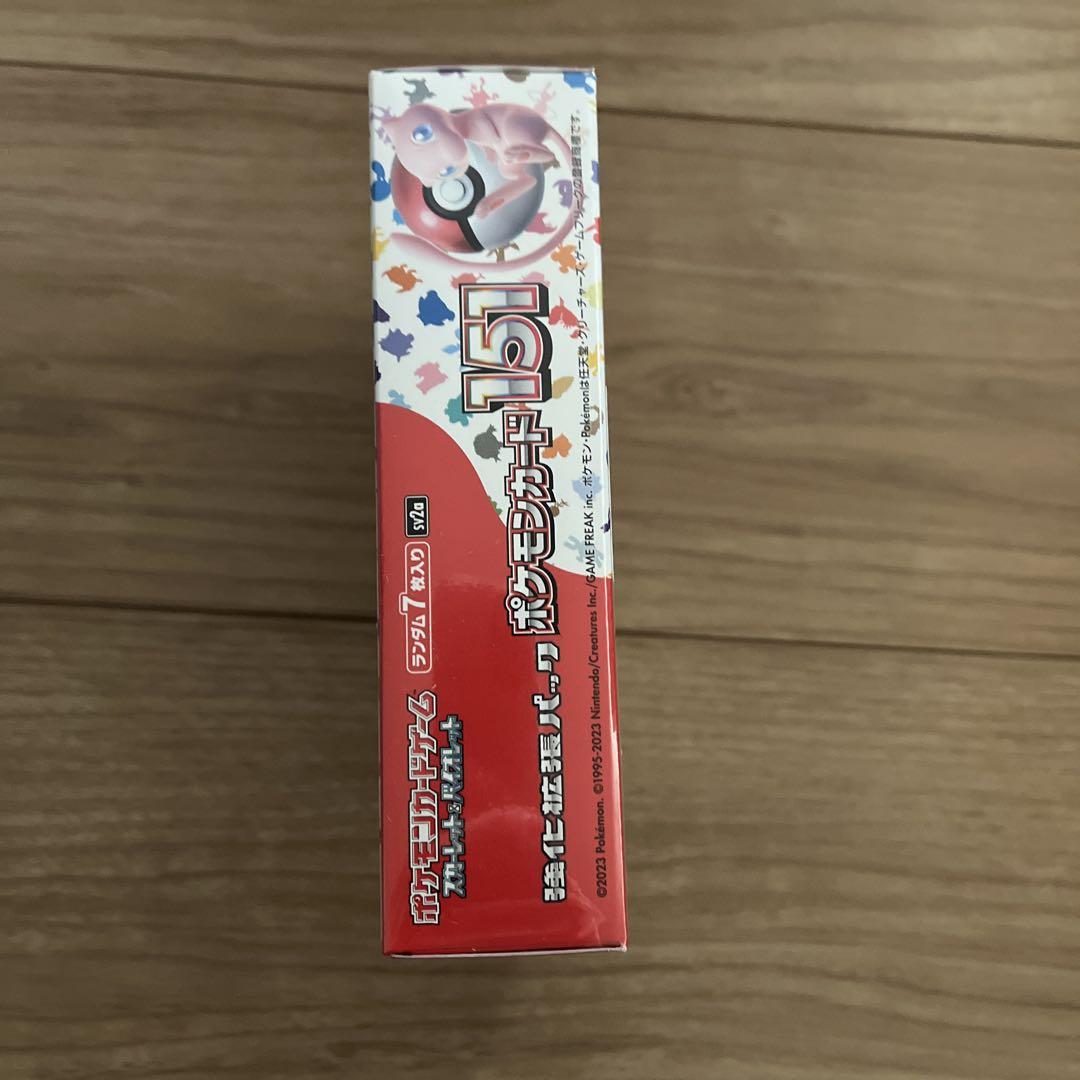 ポケモンカードゲーム
スカーレット&バイオレット
ランダム7枚入り
SV2a
強化拡張パック
ポケモンカード151
©2023 Pokémon. ©1995-2023 Nintendo/Creatures Inc./GAME FREAK inc. ポケモン・Pokémonは任天堂・クリーチャーズ・ゲームフリークの登録商標です。